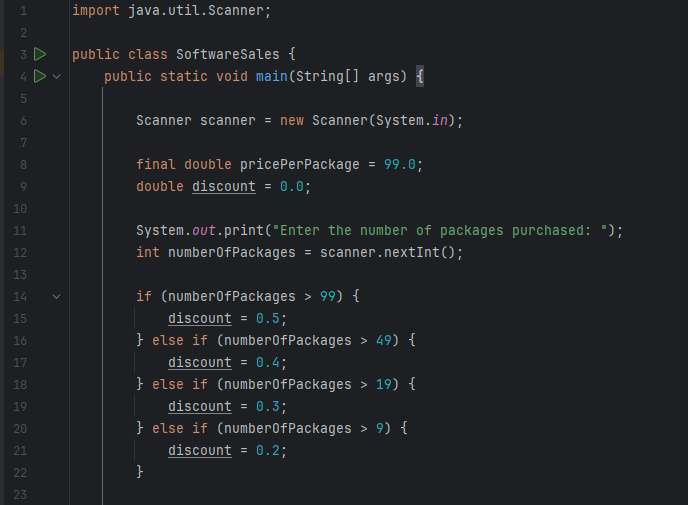 1 import java.util.Scanner;
2
3 public class SoftwareSales {
4     public static void main(String[] args) {
5
6         Scanner scanner = new Scanner(System.in);
7
8         final double pricePerPackage = 99.0;
9         double discount = 0.0;
10
11         System.out.print("Enter the number of packages purchased: ");
12         int numberOfPackages = scanner.nextInt();
13
14         if (numberOfPackages > 99) {
15             discount = 0.5;
16         } else if (numberOfPackages > 49) {
17             discount = 0.4;
18         } else if (numberOfPackages > 19) {
19             discount = 0.3;
20         } else if (numberOfPackages > 9) {
21             discount = 0.2;
22         }
23